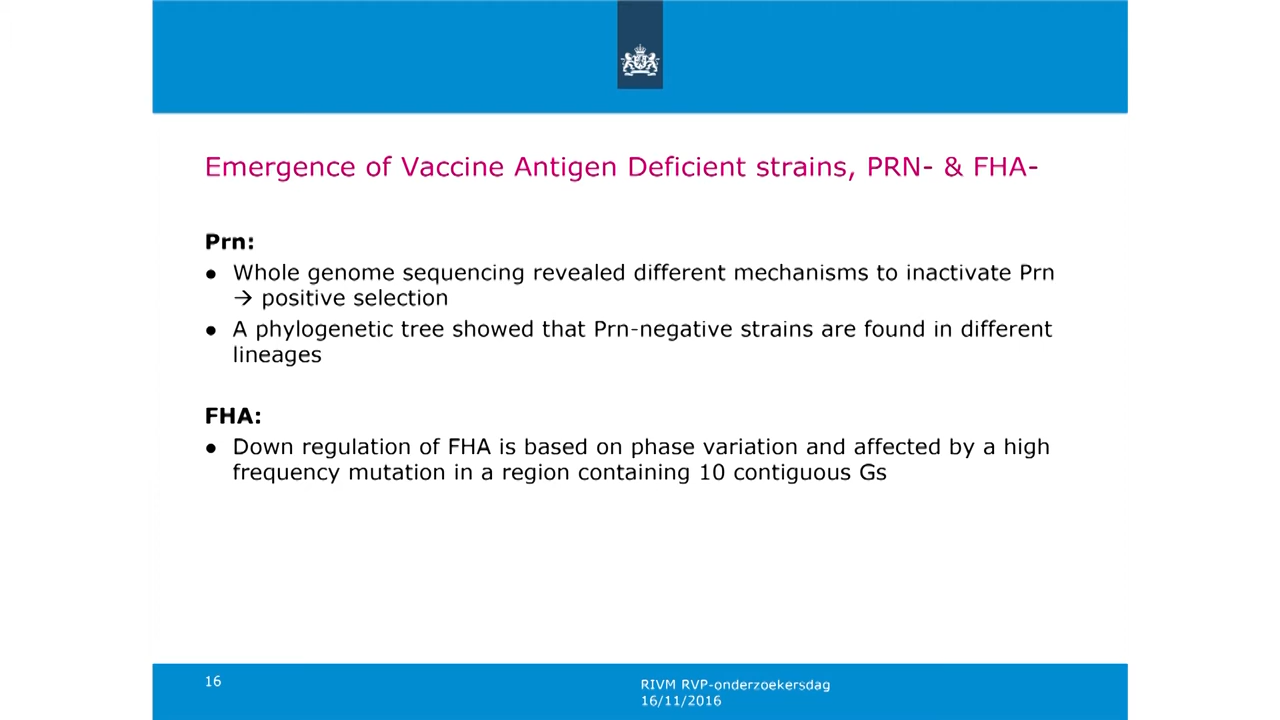 Emergence of Vaccine Antigen Deficient strains, PRN- & FHA-
Prn:
● Whole genome sequencing revealed different mechanisms to inactivate Prn
→ positive selection
● A phylogenetic tree showed that Prn-negative strains are found in different
lineages
FHA:
● Down regulation of FHA is based on phase variation and affected by a high
frequency mutation in a region containing 10 contiguous Gs
16
RIVM RVP-onderzoekersdag
16/11/2016